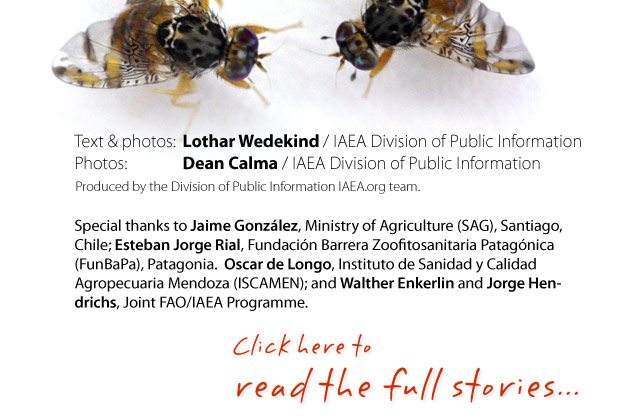 Text & photos: Lothar Wedekind / IAEA Division of Public Information
Photos: Dean Calma / IAEA Division of Public Information
Produced by the Division of Public Information IAEA.org team.
Special thanks to Jaime González, Ministry of Agriculture (SAG), Santiago,
Chile; Esteban Jorge Rial, Fundación Barrera Zoofitosanitaria Patagónica
(FunBaPa), Patagonia. Oscar de Longo, Instituto de Sanidad y Calidad
Agropecuaria Mendoza (ISCAMEN); and Walther Enkerlin and Jorge Hen-
drichs, Joint FAO/IAEA Programme.
Click here to
read the full stories...